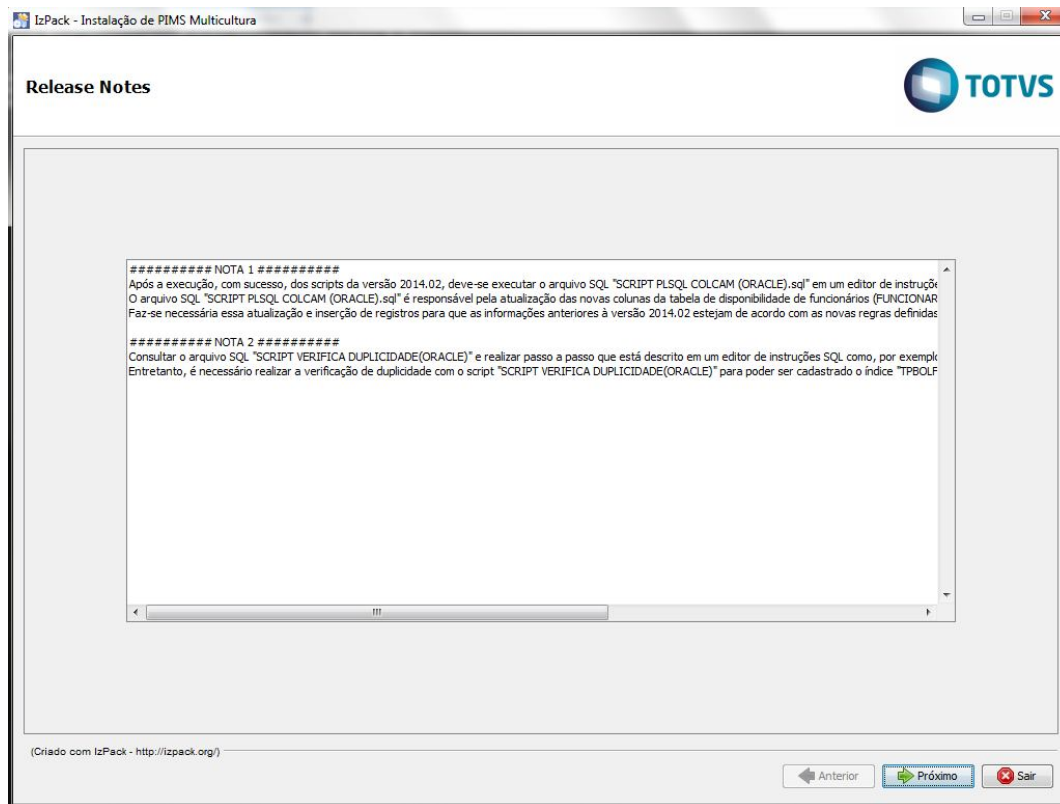 IzPack - Instalação de PIMS Multicultura
Release Notes
TOTVS
########## NOTA 1 ##########
Após a execução, com sucesso, dos scripts da versão 2014.02, deve-se executar o arquivo SQL "SCRIPT PLSQL COLCAM (ORACLE).sql" em um editor de instruçõe
O arquivo SQL "SCRIPT PLSQL COLCAM (ORACLE).sql" é responsável pela atualização das novas colunas da tabela de disponibilidade de funcionários (FUNCIONAR
Faz-se necessária essa atualização e inserção de registros para que as informações anteriores à versão 2014.02 estejam de acordo com as novas regras definidas
########## NOTA 2 ##########
Consultar o arquivo SQL "SCRIPT VERIFICA DUPLICIDADE(ORACLE)" e realizar passo a passo que está descrito em um editor de instruções SQL como, por exemplo
Entretanto, é necessário realizar a verificação de duplicidade com o script "SCRIPT VERIFICA DUPLICIDADE(ORACLE)" para poder ser cadastrado o índice "TPBOLF
(Criado com IzPack - http://izpack.org/)
Anterior Próximo Sair